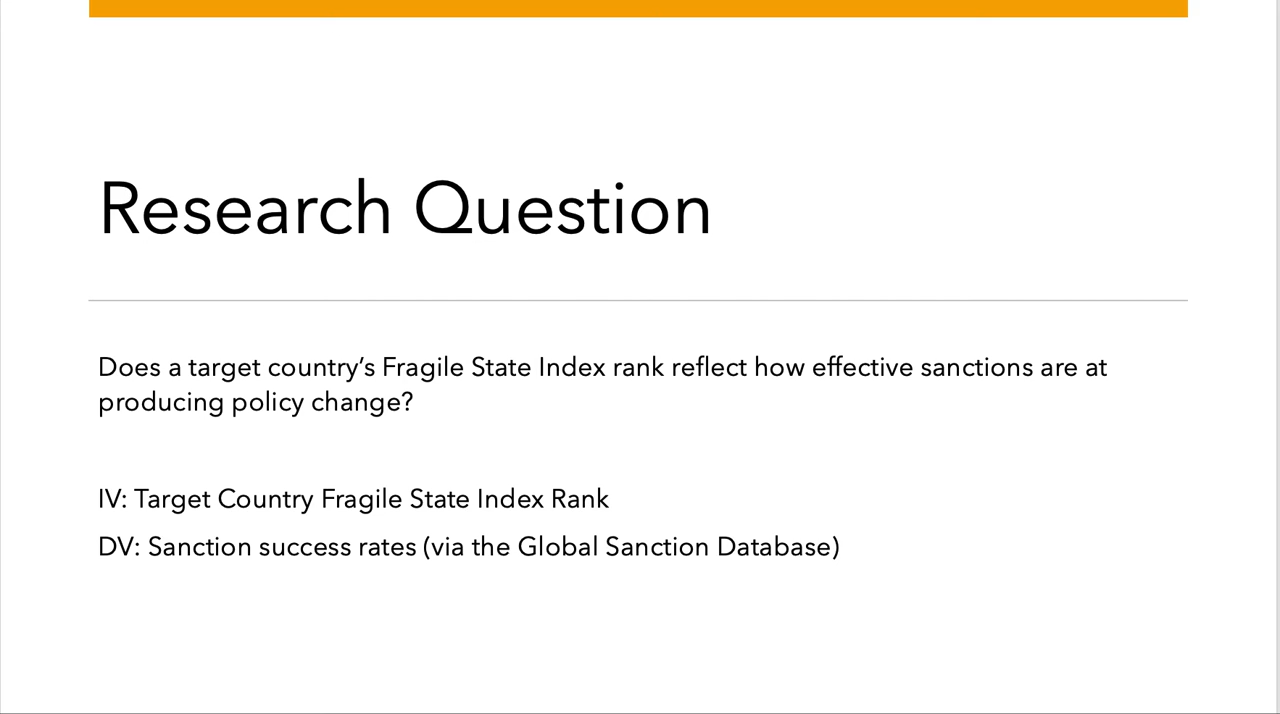 Research Question
Does a target country’s Fragile State Index rank reflect how effective sanctions are at
producing policy change?
IV: Target Country Fragile State Index Rank
DV: Sanction success rates (via the Global Sanction Database)